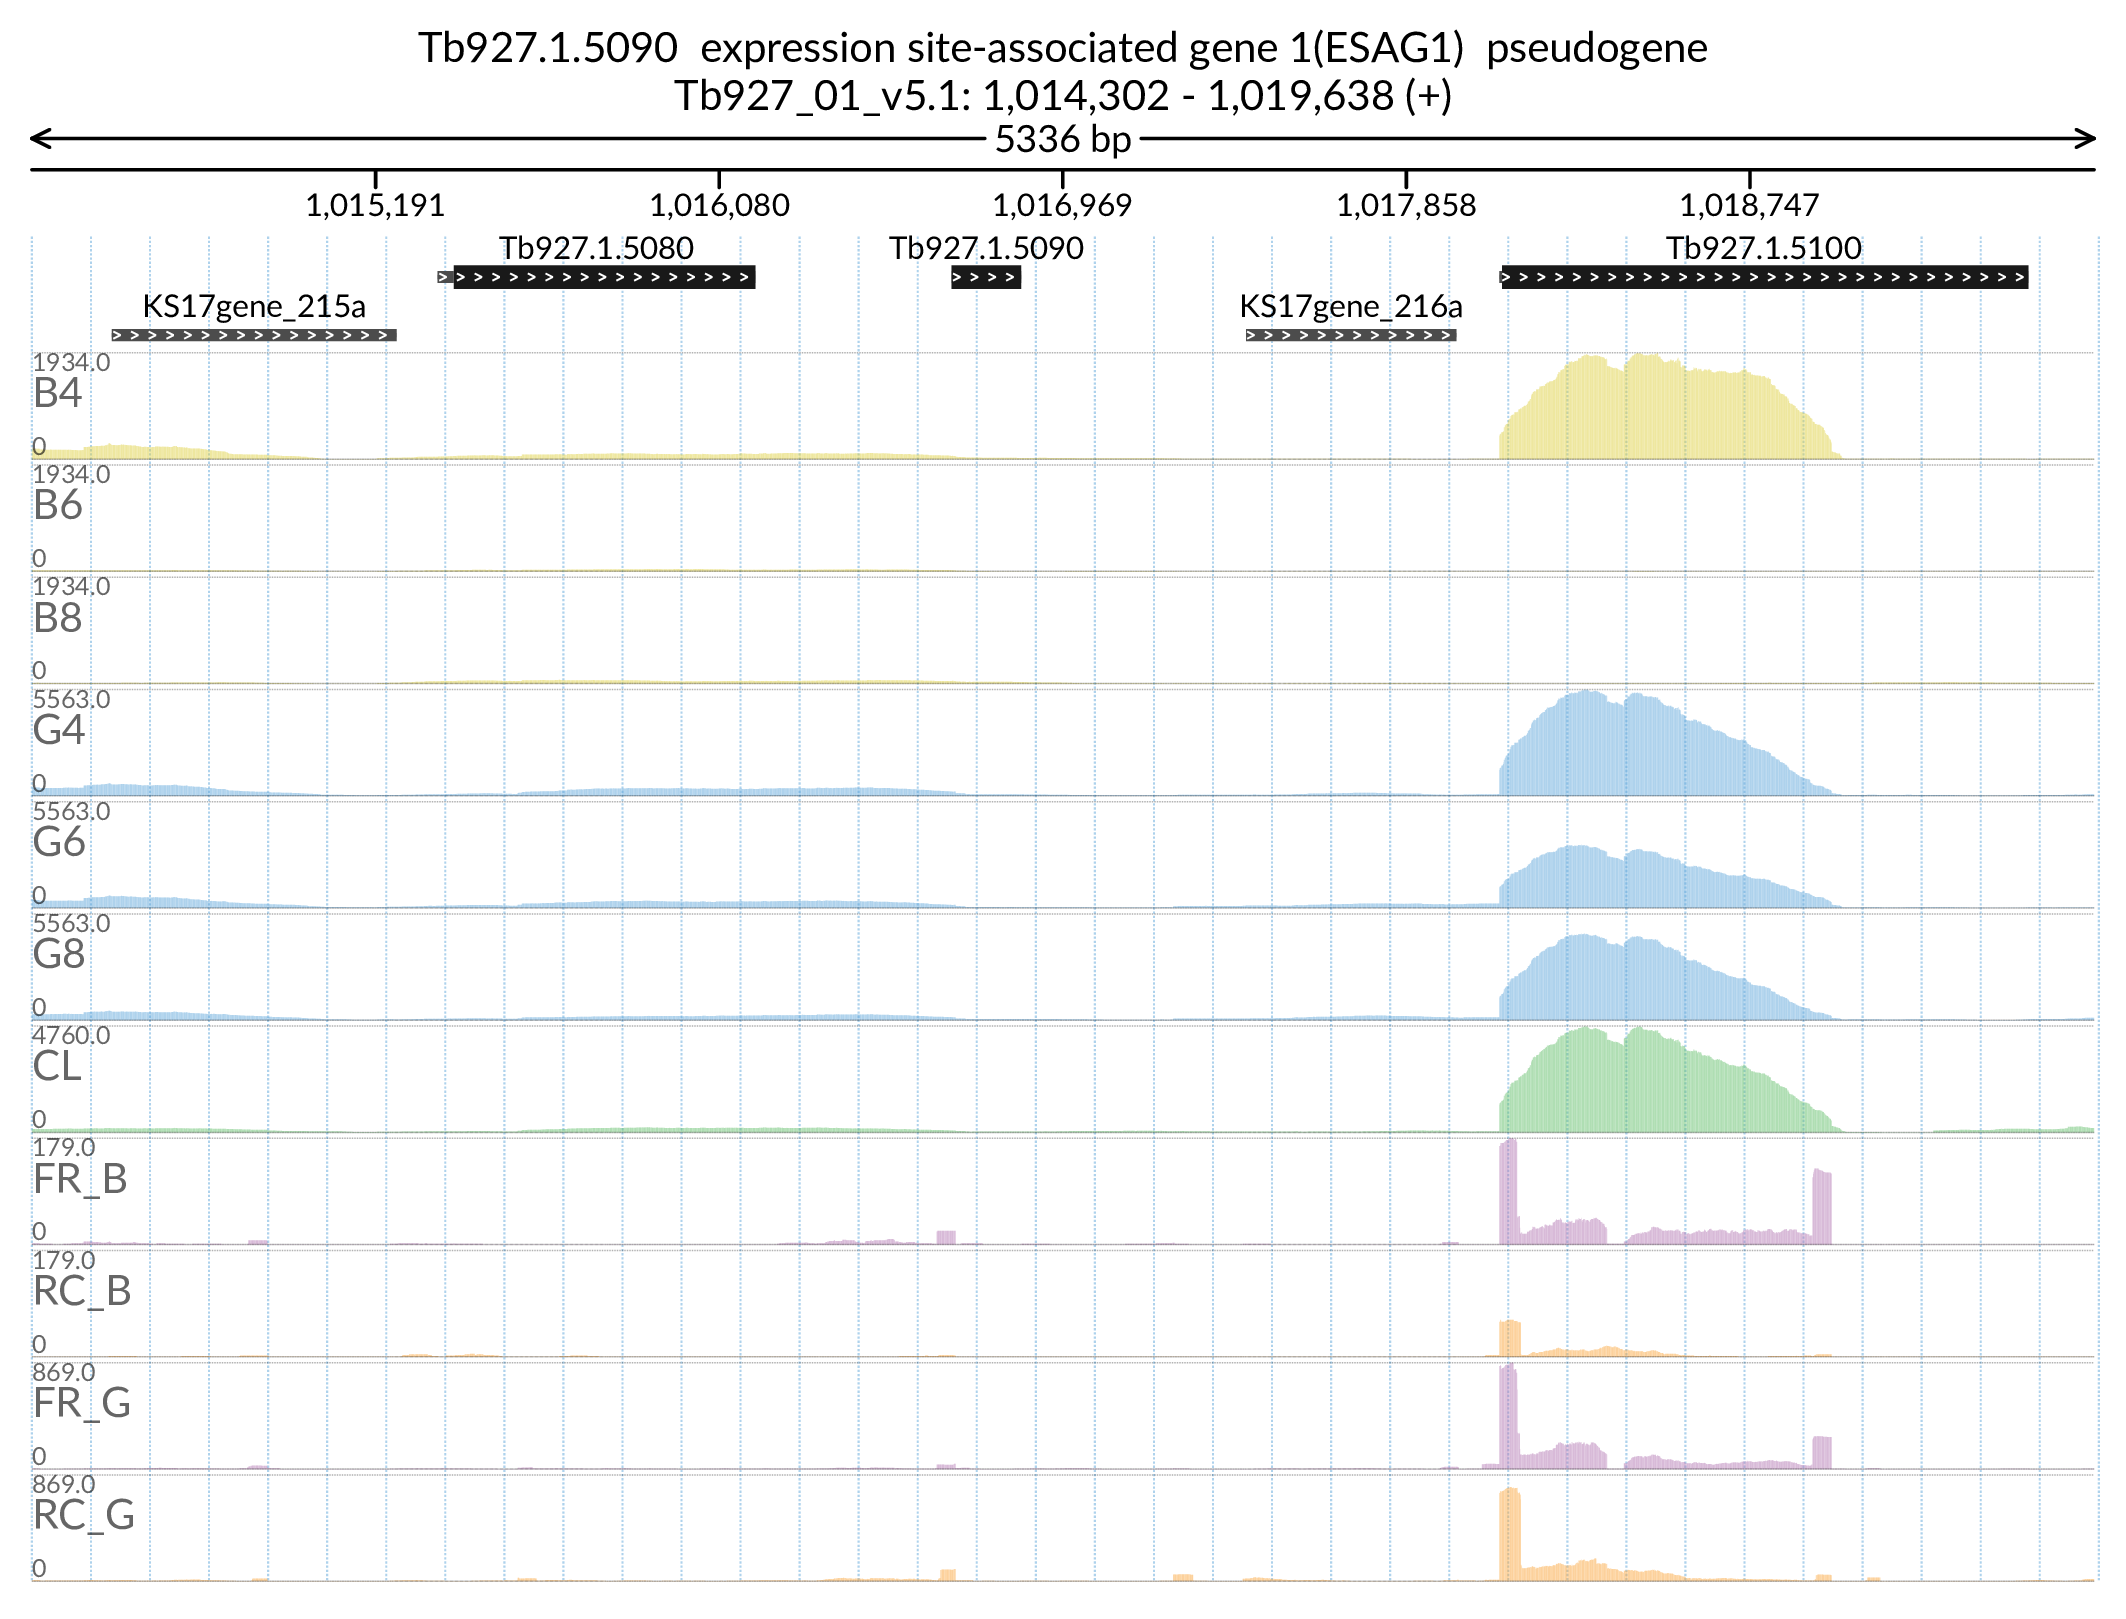 Tb927.1.5090  expression site-associated gene 1(ESAG1)  pseudogene
Tb927_01_v5.1: 1,014,302 - 1,019,638 (+)
5336 bp
1,015,191 1,016,080 1,016,969 1,017,858 1,018,747
Tb927.1.5080 Tb927.1.5090 Tb927.1.5100
KS17gene_215a KS17gene_216a
1934.0
B4
0
1934.0
B6
0
1934.0
B8
0
5563.0
G4
0
5563.0
G6
0
5563.0
G8
0
4760.0
CL
0
179.0
FR_B
0
179.0
RC_B
0
869.0
FR_G
0
869.0
RC_G
0